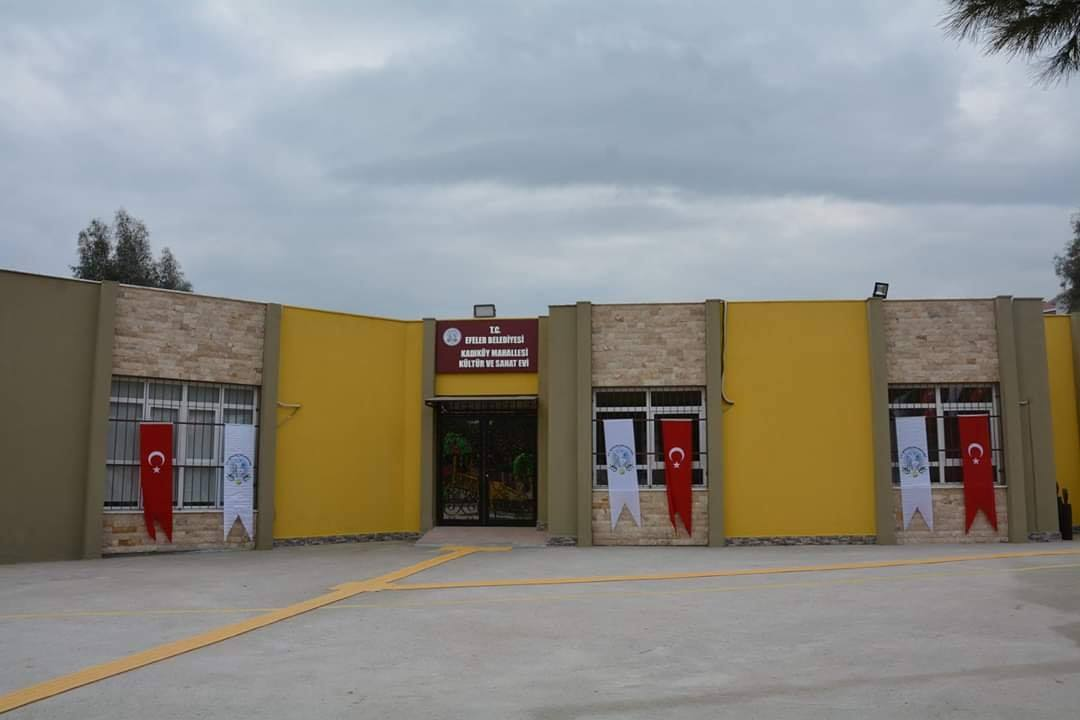 T.C.
EFELER BELEDİYESİ
KADIKÖY MAHALLESİ
KÜLTÜR VE SANAT EVİ